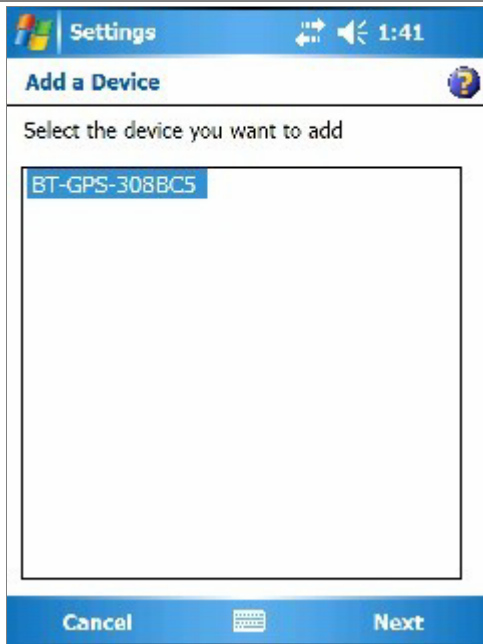 Settings 1:41
Add a Device
Select the device you want to add
BT-GPS-308BC5
Cancel Next